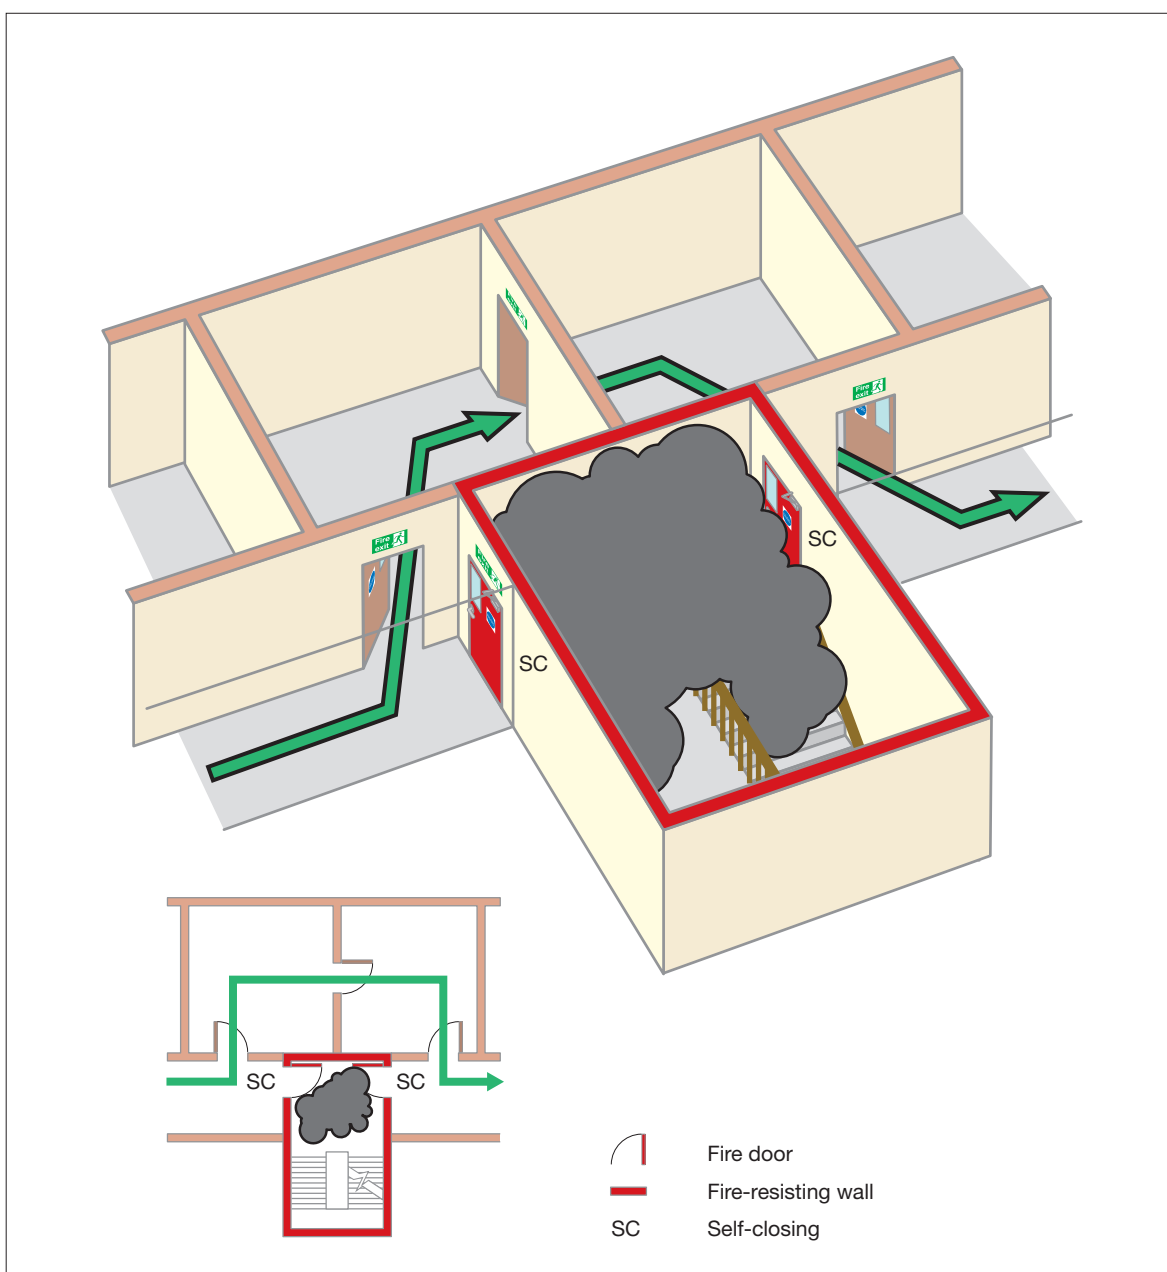 Fire
exit
Fire
exit
SC
SC
SC
SC
Fire door
Fire-resisting wall
SC
Self-closing